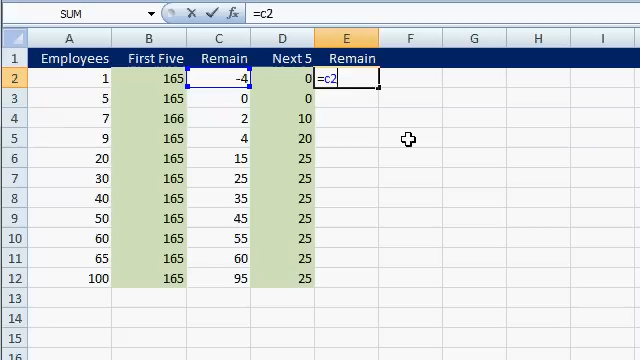 SUM =c2
A B C D E F G H I
1 Employees First Five Remain Next 5 Remain
2 1 165 -4 0 =c2
3 5 165 0 0
4 7 166 2 10
5 9 165 4 20
6 20 165 15 25
7 30 165 25 25
8 40 165 35 25
9 50 165 45 25
10 60 165 55 25
11 65 165 60 25
12 100 165 95 25
13
14
15